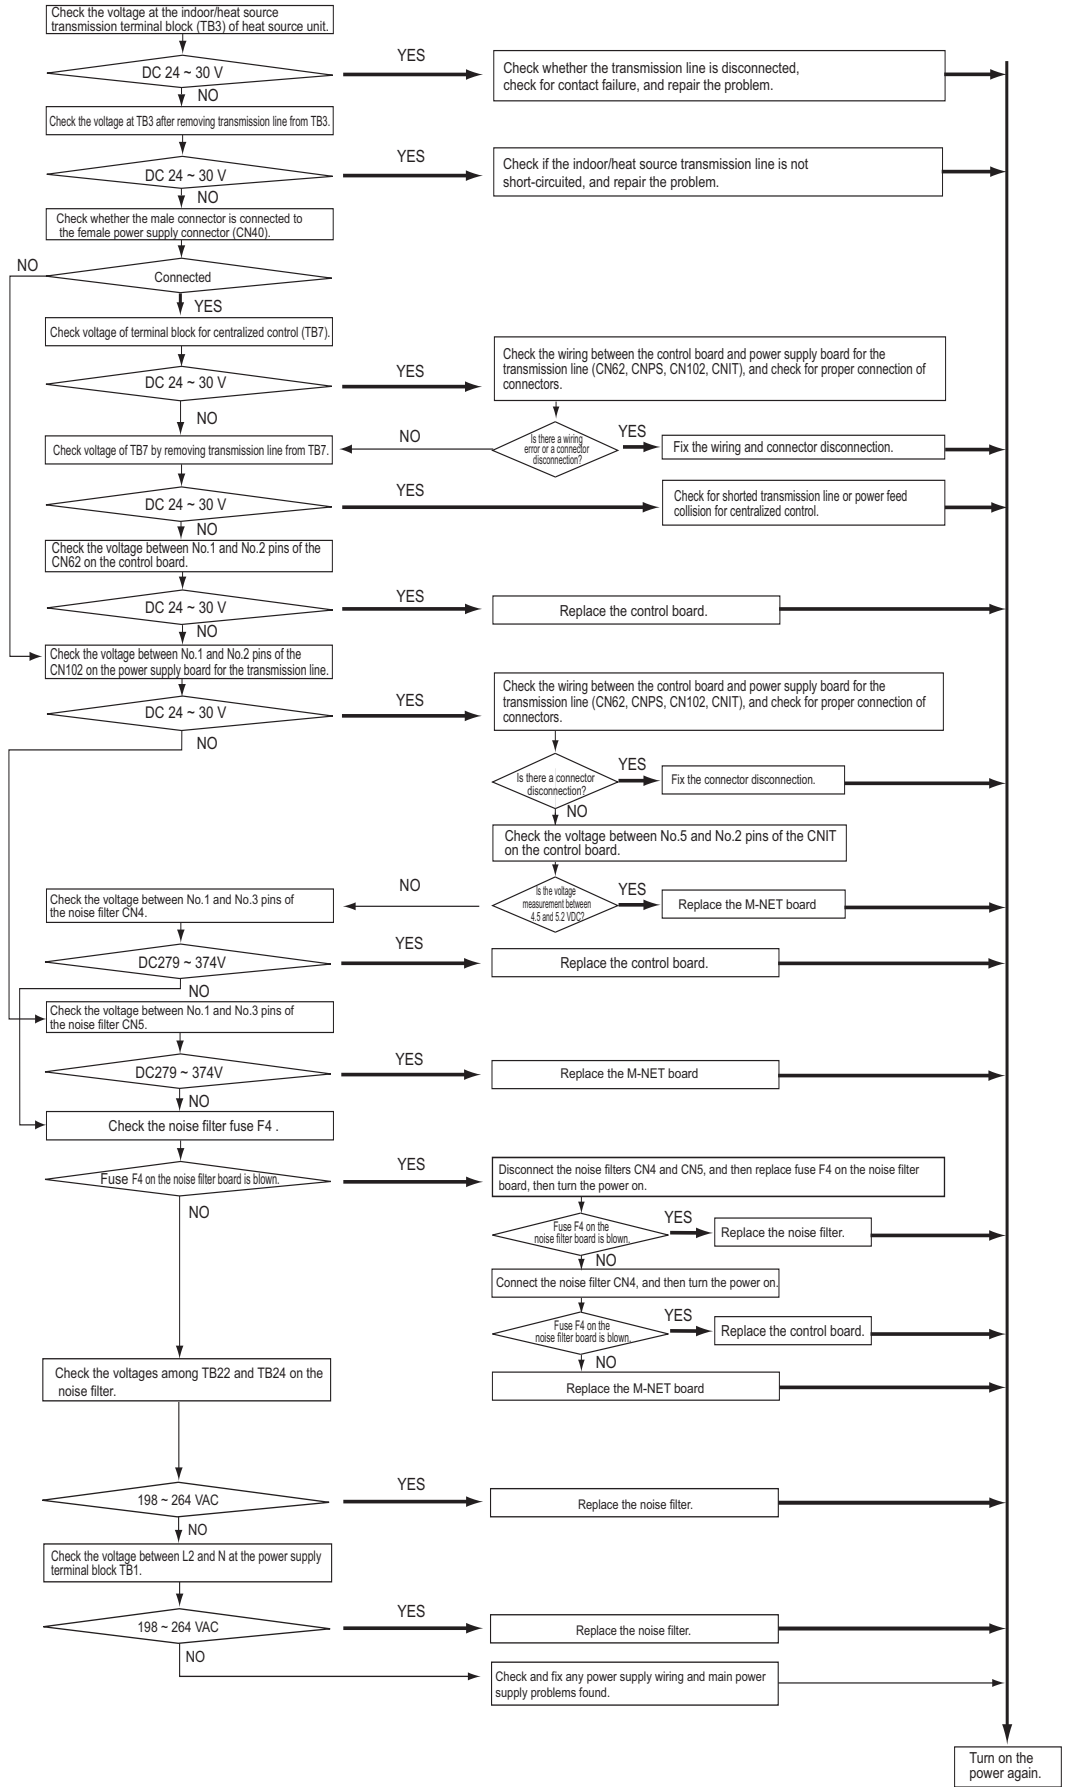 Check the voltage at the indoor/heat source
transmission terminal block (TB3) of heat source unit.
DC 24 ~ 30 V
YES
Check whether the transmission line is disconnected,
check for contact failure, and repair the problem.
NO
Check the voltage at TB3 after removing transmission line from TB3.
DC 24 ~ 30 V
YES
Check if the indoor/heat source transmission line is not
short-circuited, and repair the problem.
NO
Check whether the male connector is connected to
the female power supply connector (CN40).
NO
Connected
YES
Check voltage of terminal block for centralized control (TB7).
DC 24 ~ 30 V
YES
Check the wiring between the control board and power supply board for the
transmission line (CN62, CNPS, CN102, CNIT), and check for proper connection of
connectors.
NO
Check voltage of TB7 by removing transmission line from TB7.
NO
Is there a wiring
error or a connector
disconnection?
YES
Fix the wiring and connector disconnection.
DC 24 ~ 30 V
YES
Check for shorted transmission line or power feed
collision for centralized control.
NO
Check the voltage between No.1 and No.2 pins of the
CN62 on the control board.
DC 24 ~ 30 V
YES
Replace the control board.
NO
Check the voltage between No.1 and No.2 pins of the
CN102 on the power supply board for the transmission line.
DC 24 ~ 30 V
YES
Check the wiring between the control board and power supply board for the
transmission line (CN62, CNPS, CN102, CNIT), and check for proper connection of
connectors.
NO
Is there a connector
disconnection?
YES
Fix the connector disconnection.
NO
Check the voltage between No.5 and No.2 pins of the CNIT
on the control board.
Is the voltage
measurement between
4.5 and 5.2 VDC?
YES
Replace the M-NET board
NO
Check the voltage between No.1 and No.3 pins of
the noise filter CN4.
DC279 ~ 374V
YES
Replace the control board.
NO
Check the voltage between No.1 and No.3 pins of
the noise filter CN5.
DC279 ~ 374V
YES
Replace the M-NET board
NO
Check the noise filter fuse F4 .
Fuse F4 on the noise filter board is blown.
YES
Disconnect the noise filters CN4 and CN5, and then replace fuse F4 on the noise filter
board, then turn the power on.
NO
Fuse F4 on the
noise filter board is blown.
YES
Replace the noise filter.
NO
Connect the noise filter CN4, and then turn the power on.
Fuse F4 on the
noise filter board is blown.
YES
Replace the control board.
NO
Replace the M-NET board
Check the voltages among TB22 and TB24 on the
noise filter.
198 ~ 264 VAC
YES
Replace the noise filter.
NO
Check the voltage between L2 and N at the power supply
terminal block TB1.
198 ~ 264 VAC
YES
Replace the noise filter.
NO
Check and fix any power supply wiring and main power
supply problems found.
Turn on the
power again.